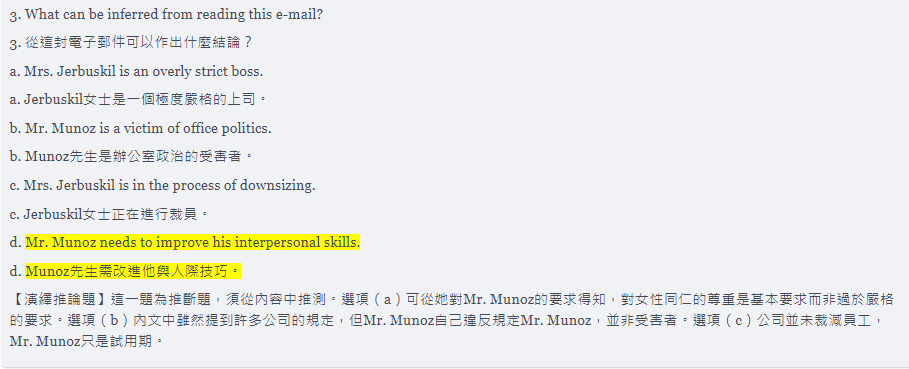 3. What can be inferred from reading this e-mail?
3. 從這封電子郵件可以作出什麼結論？
a. Mrs. Jerbuskil is an overly strict boss.
a. Jerbuskil女士是一個極度嚴格的上司。
b. Mr. Munoz is a victim of office politics.
b. Munoz先生是辦公室政治的受害者。
c. Mrs. Jerbuskil is in the process of downsizing.
c. Jerbuskil女士正在進行裁員。
d. Mr. Munoz needs to improve his interpersonal skills.
d. Munoz先生需改進他與人際技巧。
【演繹推論題】這一題為推斷題，須從內容中推測。選項（a）可從她對Mr. Munoz的要求得知，對女性同仁的尊重是基本要求而非過於嚴格
的要求。選項（b）內文中雖然提到許多公司的規定，但Mr. Munoz自己違反規定Mr. Munoz，並非受害者。選項（c）公司並未裁減員工，
Mr. Munoz只是試用期。